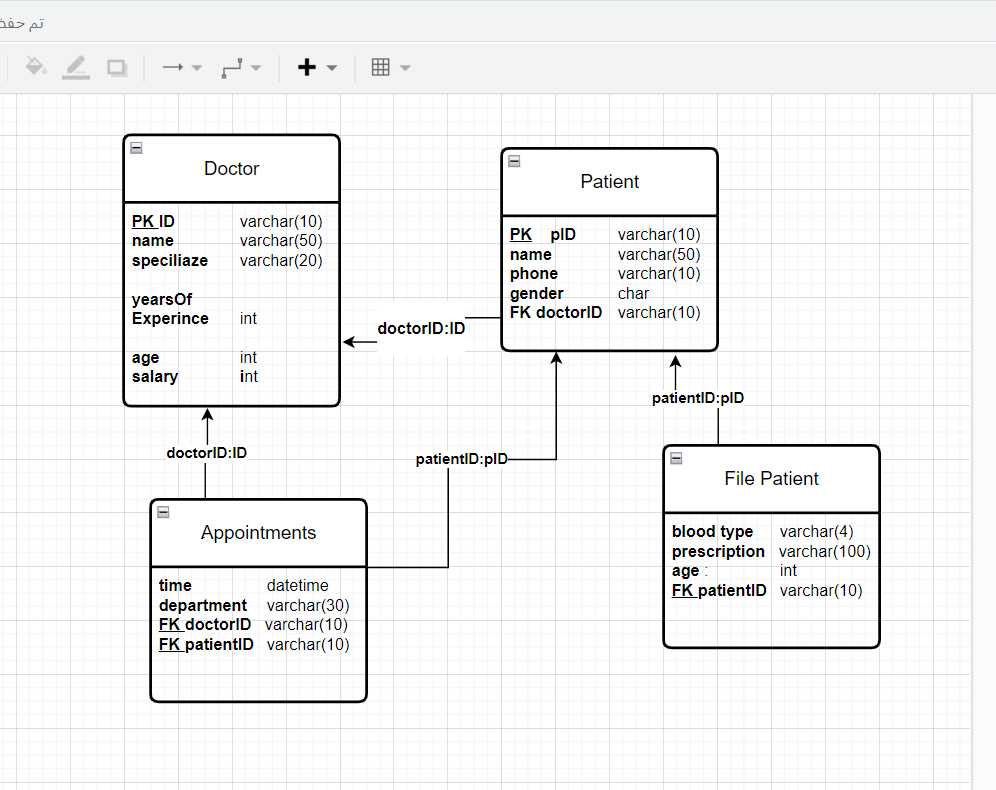 تم حفظ
Doctor
PK ID varchar(10)
name varchar(50)
speciliaze varchar(20)
yearsOf
Experince int
age int
salary int
Patient
PK pID varchar(10)
name varchar(50)
phone varchar(10)
gender char
FK doctorID varchar(10)
doctorID:ID
patientID:pID
doctorID:ID
patientID:pID
File Patient
blood type varchar(4)
prescription varchar(100)
age : int
FK patientID varchar(10)
Appointments
time datetime
department varchar(30)
FK doctorID varchar(10)
FK patientID varchar(10)